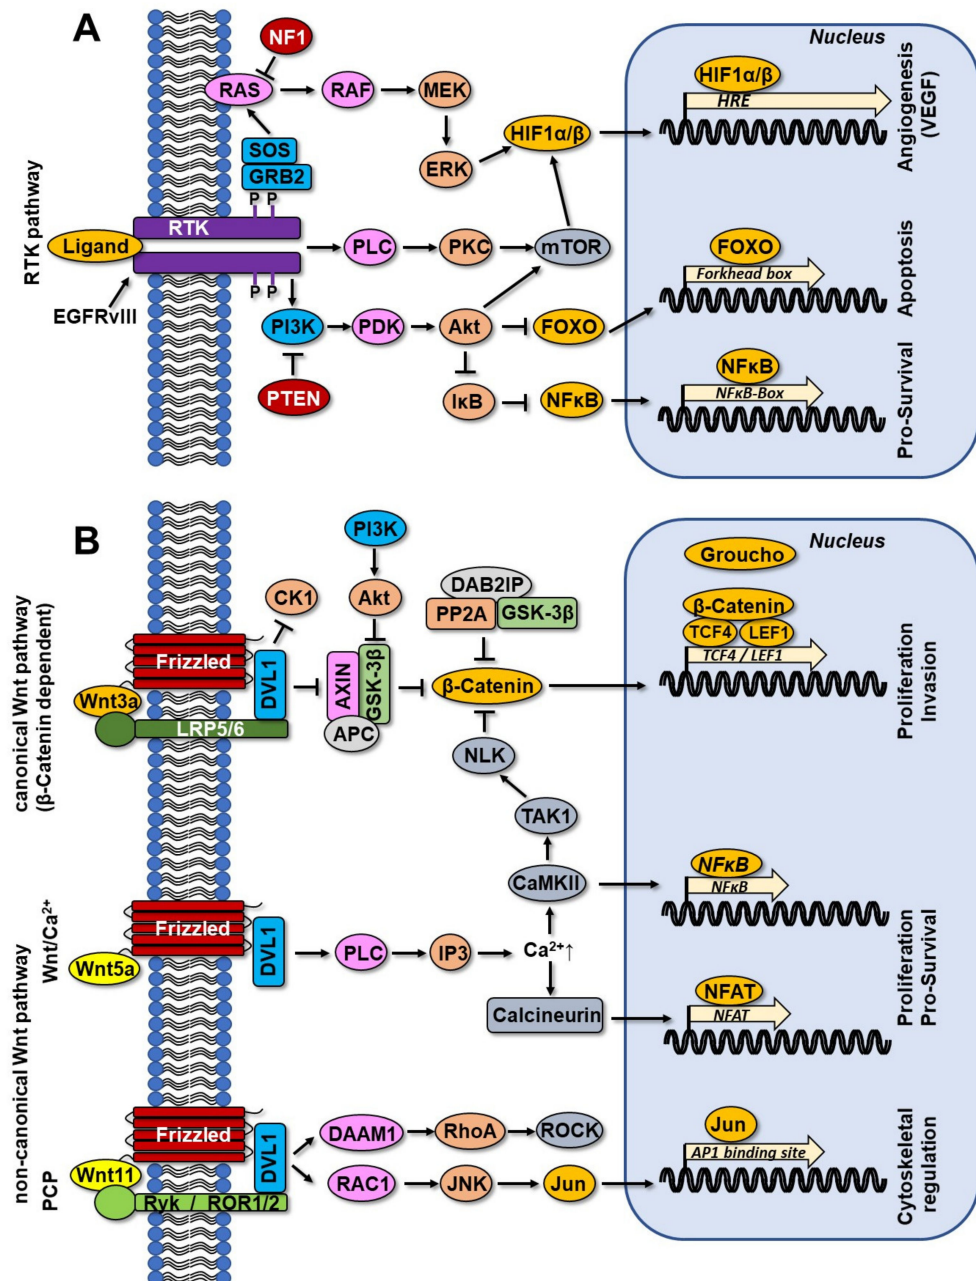 A
Nucleus
NF1
HIF1α/β
HRE
RAS
RAF
MEK
HIF1α/β
Angiogenesis
(VEGF)
SOS
GRB2
ERK
P P
RTK pathway
RTK
Ligand
PLC
PKC
mTOR
FOXO
Forkhead box
Apoptosis
P P
EGFRvIII
PI3K
PDK
Akt
FOXO
PTEN
IκB
NFκB
NFκB
NFκB-Box
Pro-Survival
B
Nucleus
PI3K
Groucho
CK1
Akt
DAB2IP
PP2A
GSK-3β
β-Catenin
TCF4
LEF1
TCF4 / LEF1
canonical Wnt pathway
(β-Catenin dependent)
Frizzled
Wnt3a
DVL1
LRP5/6
AXIN
GSK-3β
APC
β-Catenin
Proliferation
Invasion
NLK
TAK1
CaMKII
NFκB
NFκB
non-canonical Wnt pathway
Wnt/Ca²⁺
Frizzled
DVL1
Wnt5a
PLC
IP3
Ca²⁺↑
Calcineurin
NFAT
NFAT
Proliferation
Pro-Survival
PCP
Frizzled
DVL1
Wnt11
Ryk / ROR1/2
DAAM1
RhoA
ROCK
RAC1
JNK
Jun
Jun
AP1 binding site
Cytoskeletal
regulation